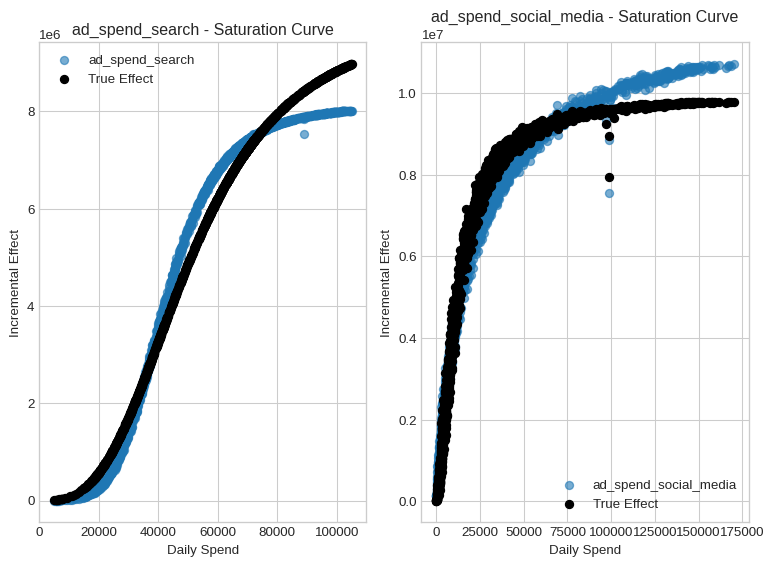 ad_spend_search - Saturation Curve
1e6
ad_spend_search
True Effect
8
6
4
2
0
Incremental Effect
0 20000 40000 60000 80000 100000
Daily Spend
ad_spend_social_media - Saturation Curve
1e7
1.0
0.8
0.6
0.4
0.2
0.0
Incremental Effect
ad_spend_social_media
True Effect
0 25000 50000 75000 100000 125000 150000 175000
Daily Spend